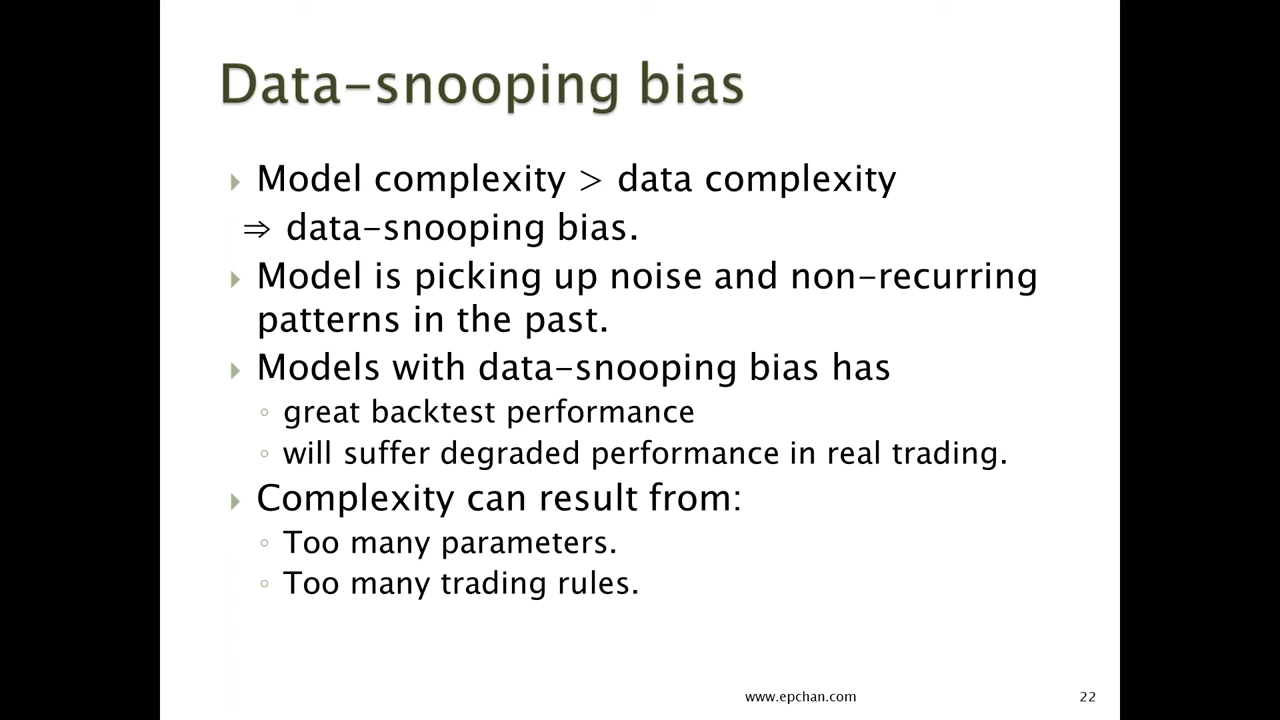 Data-snooping bias
Model complexity > data complexity
⇒ data-snooping bias.
Model is picking up noise and non-recurring
patterns in the past.
Models with data-snooping bias has
great backtest performance
will suffer degraded performance in real trading.
Complexity can result from:
Too many parameters.
Too many trading rules.
www.epchan.com
22